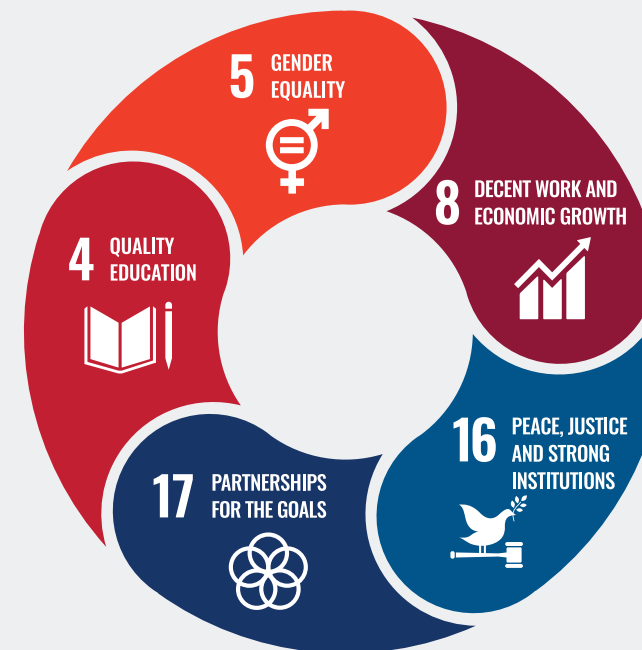 5 GENDER
EQUALITY
8 DECENT WORK AND
ECONOMIC GROWTH
4 QUALITY
EDUCATION
16 PEACE, JUSTICE
AND STRONG
INSTITUTIONS
17 PARTNERSHIPS
FOR THE GOALS